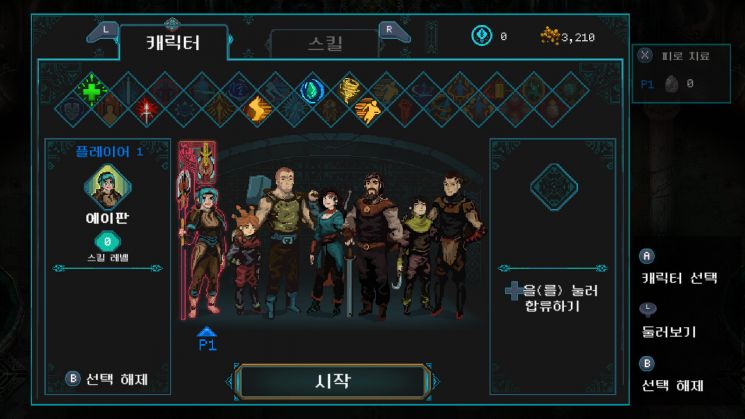 L
캐릭터
스킬
R
0
3,210
X 피로 치료
P1 0
플레이어 1
에이판
0
스킬 레벨
을(를) 눌러
합류하기
A
캐릭터 선택
L
둘러보기
B
선택 해제
P1
B 선택 해제
시작